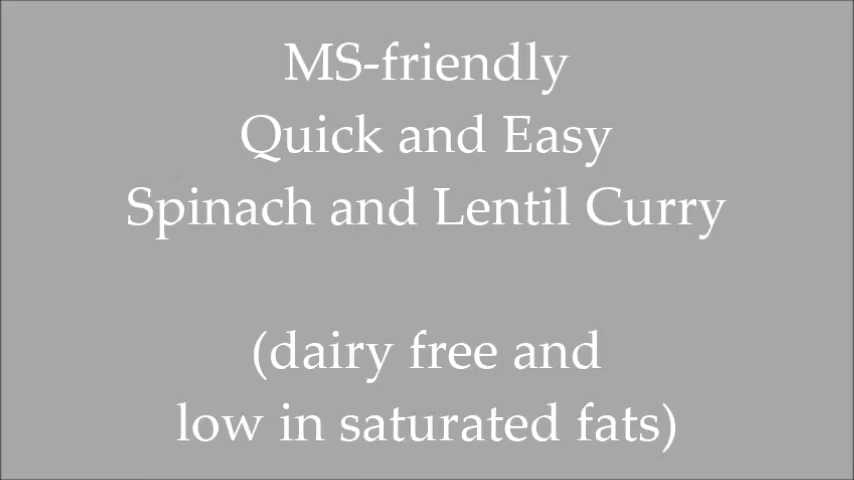 MS-friendly
Quick and Easy
Spinach and Lentil Curry
(dairy free and
low in saturated fats)